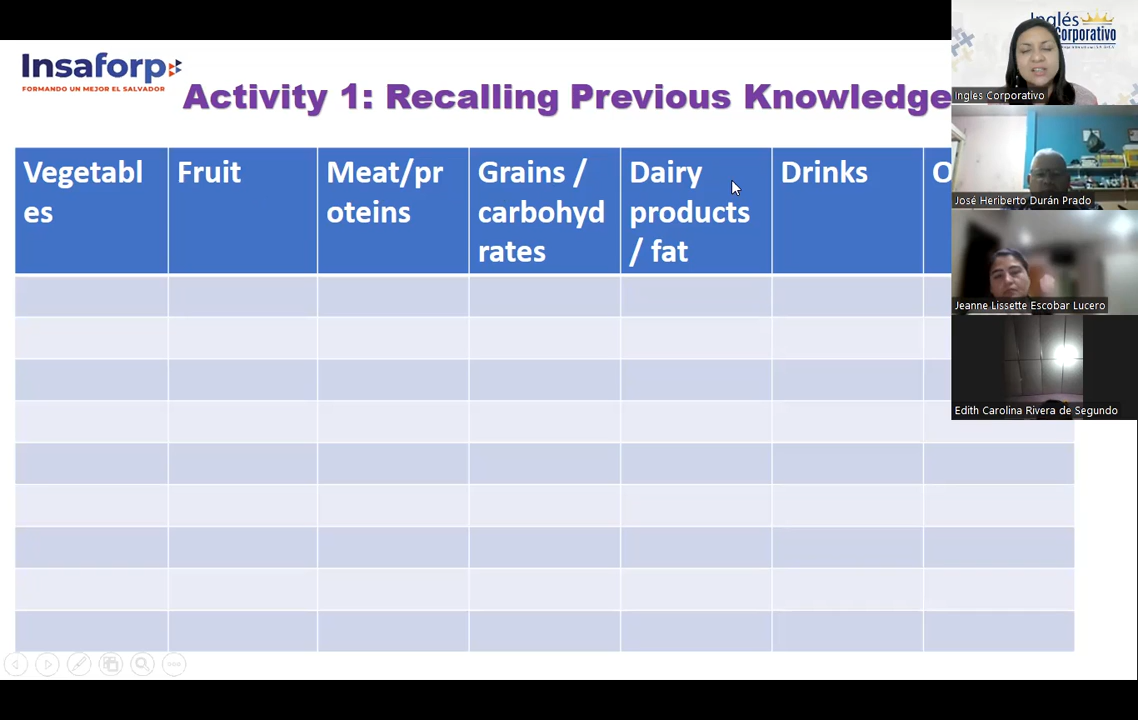 Insaforp
FORMANDO UN MEJOR EL SALVADOR
Activity 1: Recalling Previous Knowledge
Vegetabl
es
Fruit
Meat/pr
oteins
Grains /
carbohyd
rates
Dairy
products
/ fat
Drinks
O
Inglés
Corporativo
Ingles Corporativo
José Heriberto Durán Prado
Jeanne Lissette Escobar Lucero
Edith Carolina Rivera de Segundo